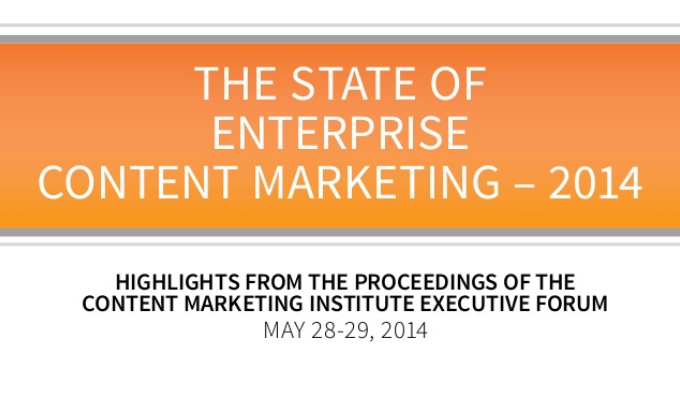 THE STATE OF
ENTERPRISE
CONTENT MARKETING – 2014
HIGHLIGHTS FROM THE PROCEEDINGS OF THE
CONTENT MARKETING INSTITUTE EXECUTIVE FORUM
MAY 28-29, 2014